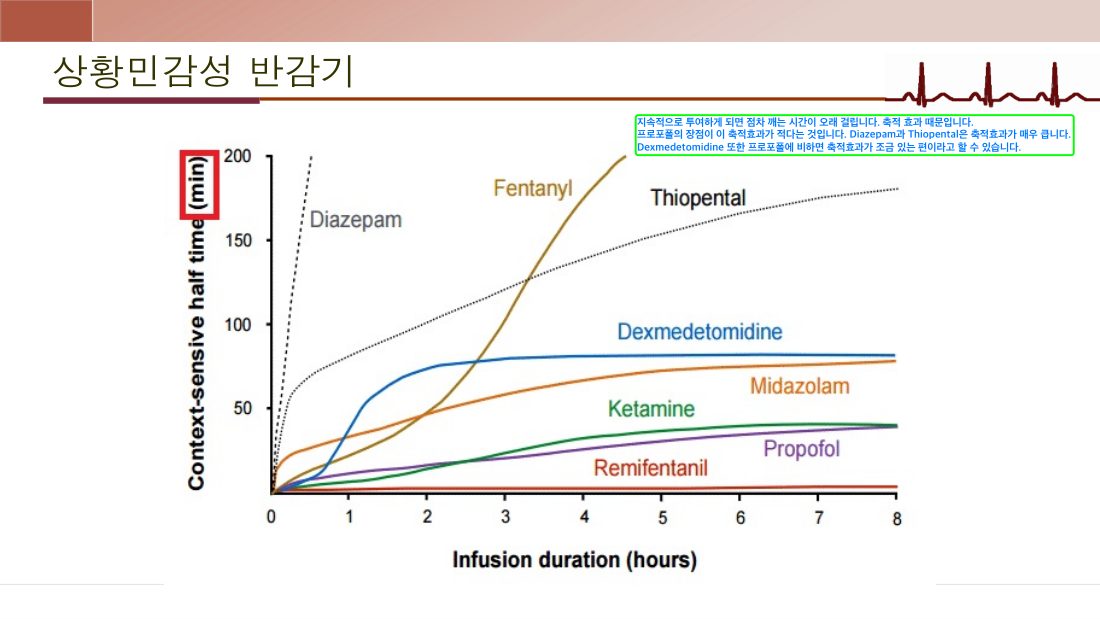 상황민감성 반감기
지속적으로 투여하게 되면 점차 깨는 시간이 오래 걸립니다. 축적 효과 때문입니다.
프로포폴의 장점이 이 축적효과가 적다는 것입니다. Diazepam과 Thiopental은 축적효과가 매우 큽니다.
Dexmedetomidine 또한 프로포폴에 비하면 축적효과가 조금 있는 편이라고 할 수 있습니다.
Context-sensive half time (min)
200
150
100
50
Diazepam
Fentanyl
Thiopental
Dexmedetomidine
Midazolam
Ketamine
Propofol
Remifentanil
0 1 2 3 4 5 6 7 8
Infusion duration (hours)